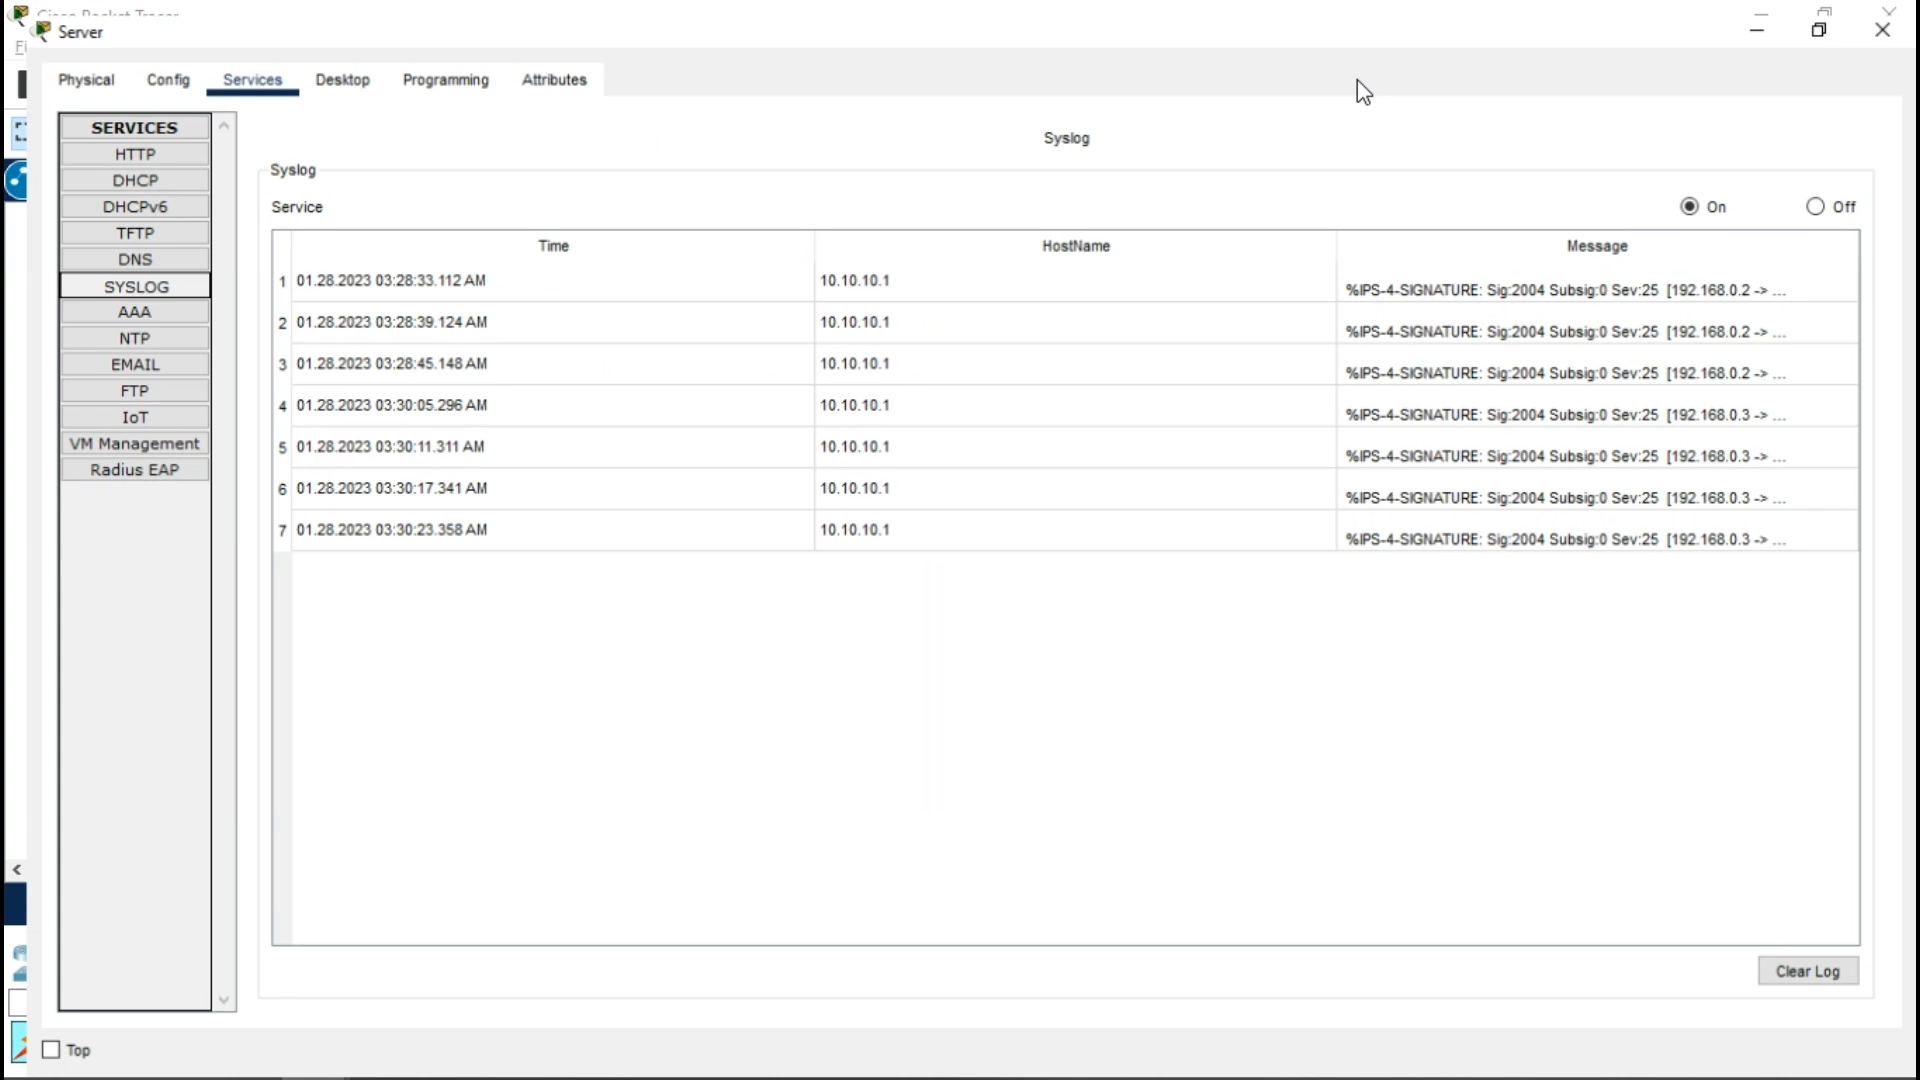 Cisco Packet Tracer
Server
Physical Config Services Desktop Programming Attributes
SERVICES
HTTP
DHCP
DHCPv6
TFTP
DNS
SYSLOG
AAA
NTP
EMAIL
FTP
IoT
VM Management
Radius EAP
Syslog
Syslog
Service On Off
Time HostName Message
1 01.28.2023 03:28:33.112 AM 10.10.10.1 %IPS-4-SIGNATURE: Sig:2004 Subsig:0 Sev:25 [192.168.0.2 -> ...
2 01.28.2023 03:28:39.124 AM 10.10.10.1 %IPS-4-SIGNATURE: Sig:2004 Subsig:0 Sev:25 [192.168.0.2 -> ...
3 01.28.2023 03:28:45.148 AM 10.10.10.1 %IPS-4-SIGNATURE: Sig:2004 Subsig:0 Sev:25 [192.168.0.2 -> ...
4 01.28.2023 03:30:05.296 AM 10.10.10.1 %IPS-4-SIGNATURE: Sig:2004 Subsig:0 Sev:25 [192.168.0.3 -> ...
5 01.28.2023 03:30:11.311 AM 10.10.10.1 %IPS-4-SIGNATURE: Sig:2004 Subsig:0 Sev:25 [192.168.0.3 -> ...
6 01.28.2023 03:30:17.341 AM 10.10.10.1 %IPS-4-SIGNATURE: Sig:2004 Subsig:0 Sev:25 [192.168.0.3 -> ...
7 01.28.2023 03:30:23.358 AM 10.10.10.1 %IPS-4-SIGNATURE: Sig:2004 Subsig:0 Sev:25 [192.168.0.3 -> ...
Clear Log
Top